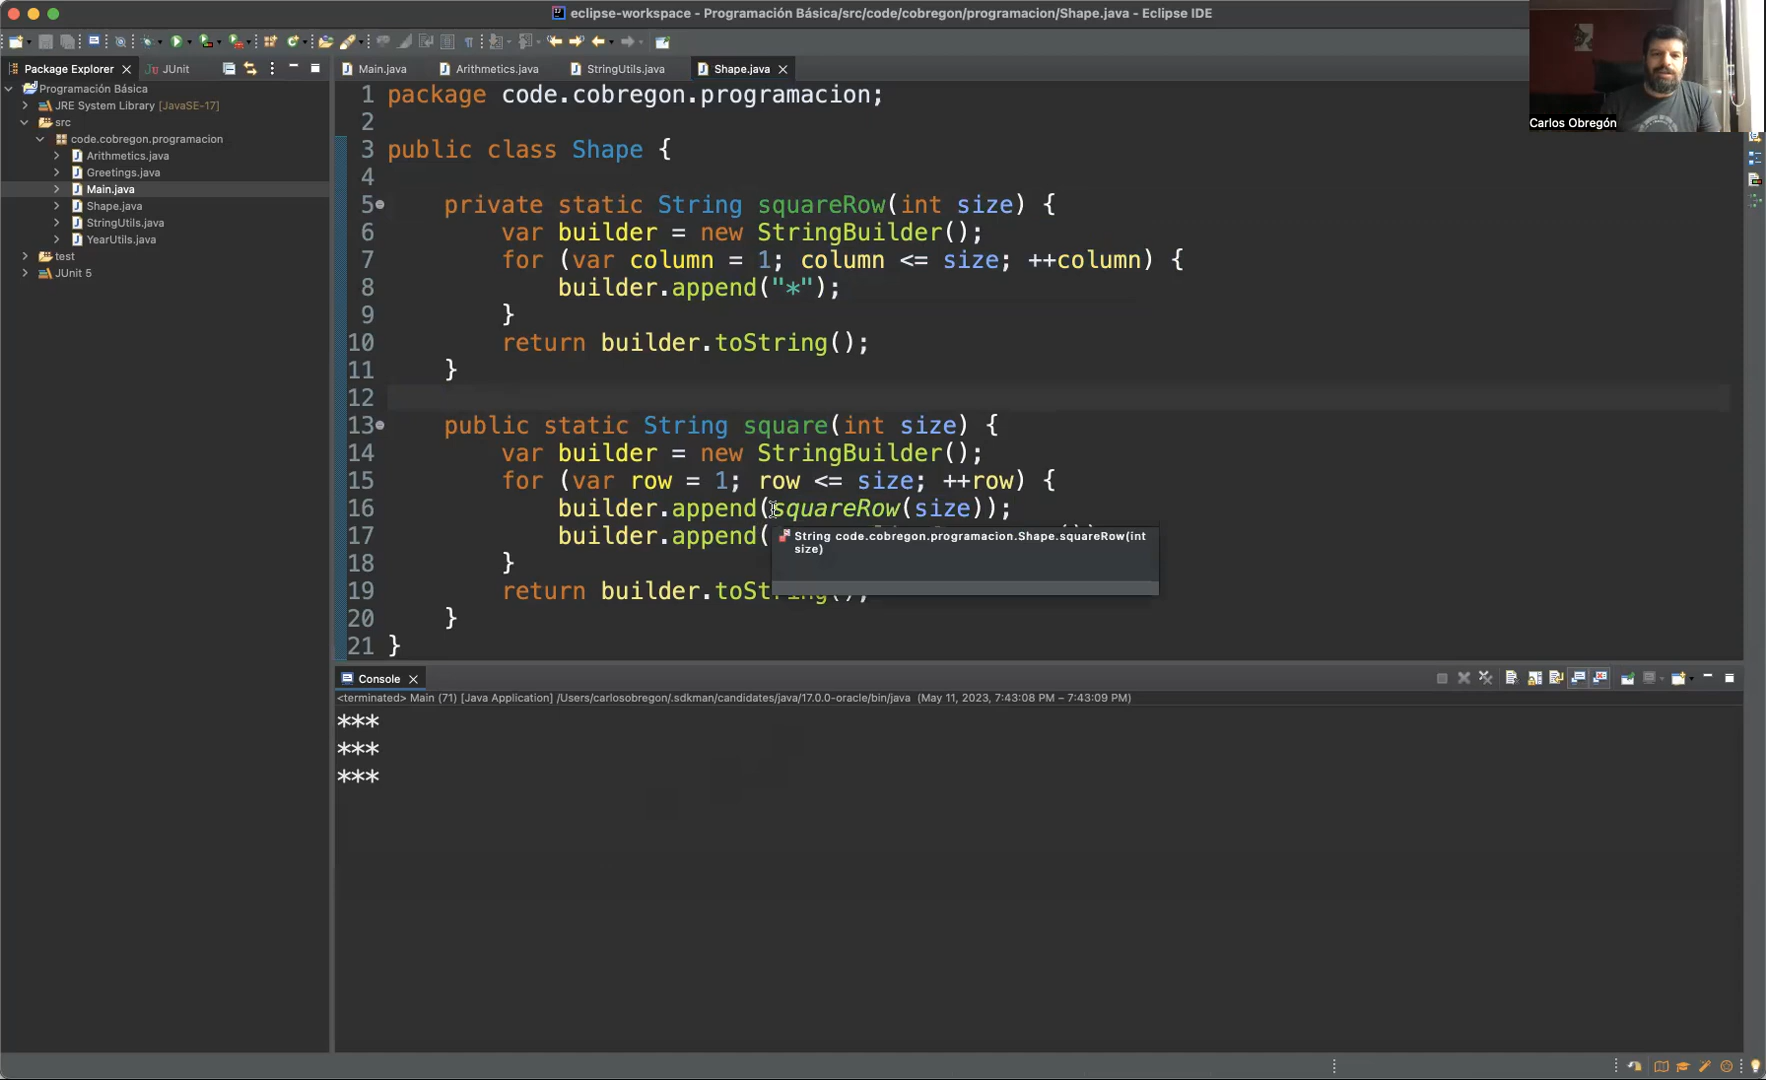 eclipse-workspace - Programación Básica/src/code/cobregon/programacion/Shape.java - Eclipse IDE
Package Explorer
JUnit
Main.java
Arithmetics.java
StringUtils.java
Shape.java
Programación Básica
JRE System Library [JavaSE-17]
src
code.cobregon.programacion
Arithmetics.java
Greetings.java
Main.java
Shape.java
StringUtils.java
YearUtils.java
test
JUnit 5
1 package code.cobregon.programacion;
2
3 public class Shape {
4
5 private static String squareRow(int size) {
6 var builder = new StringBuilder();
7 for (var column = 1; column <= size; ++column) {
8 builder.append("*");
9 }
10 return builder.toString();
11 }
12
13 public static String square(int size) {
14 var builder = new StringBuilder();
15 for (var row = 1; row <= size; ++row) {
16 builder.append(squareRow(size));
17 builder.append(
String code.cobregon.programacion.Shape.squareRow(int
size)
18 }
19 return builder.toString();
20 }
21 }
Carlos Obregón
Console
<terminated> Main (71) [Java Application] /Users/carlosobregon/.sdkman/candidates/java/17.0.0-oracle/bin/java (May 11, 2023, 7:43:08 PM – 7:43:09 PM)
***
***
***